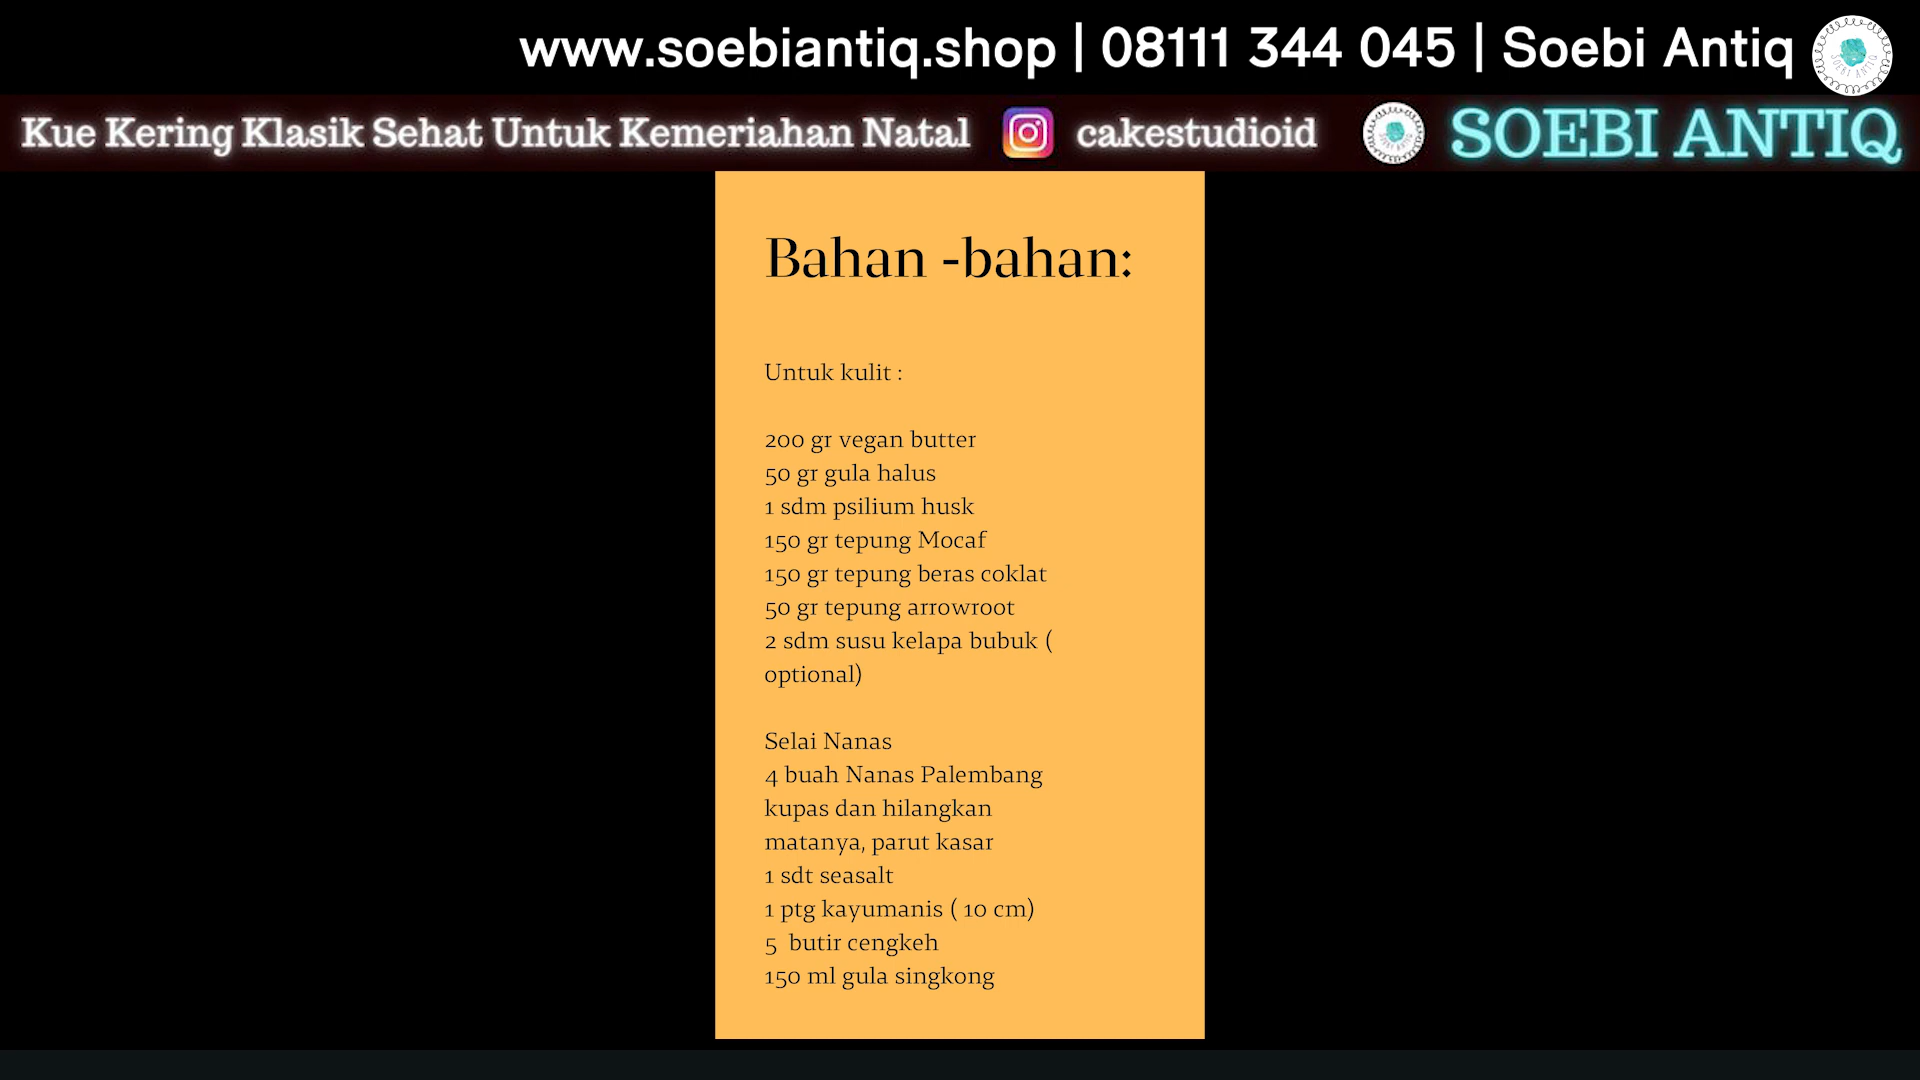 www.soebiantiq.shop | 08111 344 045 | Soebi Antiq
Kue Kering Klasik Sehat Untuk Kemeriahan Natal cakestudioid SOEBI ANTIQ
Bahan -bahan:
Untuk kulit :
200 gr vegan butter
50 gr gula halus
1 sdm psilium husk
150 gr tepung Mocaf
150 gr tepung beras coklat
50 gr tepung arrowroot
2 sdm susu kelapa bubuk (
optional)
Selai Nanas
4 buah Nanas Palembang
kupas dan hilangkan
matanya, parut kasar
1 sdt seasalt
1 ptg kayumanis ( 10 cm)
5  butir cengkeh
150 ml gula singkong